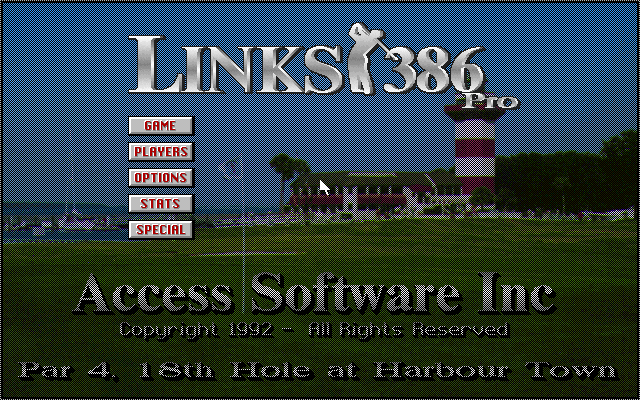 LINKS 386
Pro
GAME
PLAYERS
OPTIONS
STATS
SPECIAL
Access Software Inc
Copyright 1992 - All Rights Reserved
Par 4, 18th Hole at Harbour Town